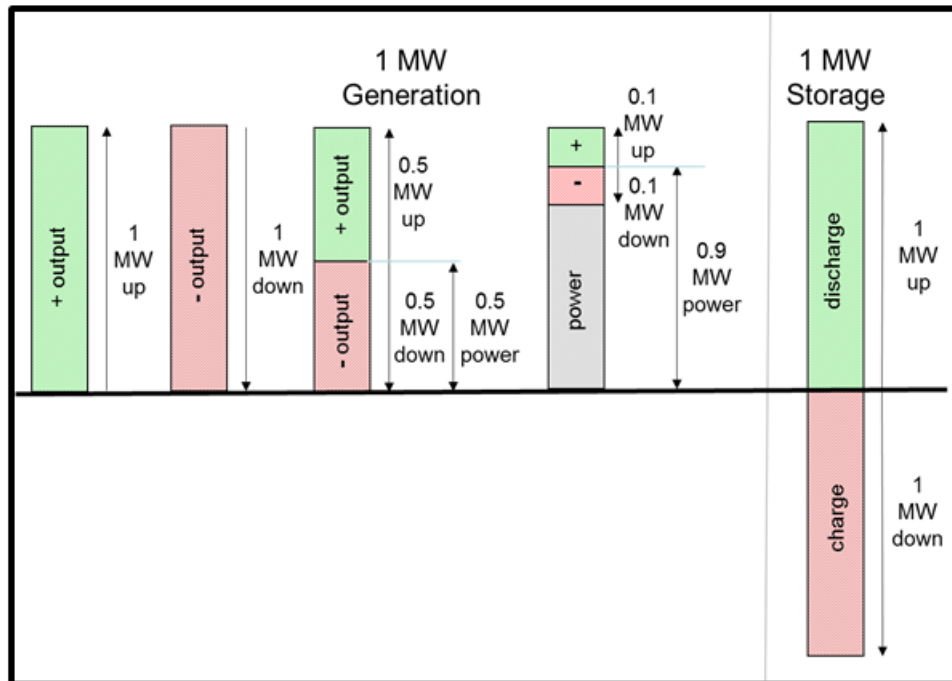 1 MW
Generation
1 MW
Storage
+ output
1
MW
up
- output
1
MW
down
+ output
- output
0.5
MW
up
0.5
MW
down
0.5
MW
power
+
-
power
0.1
MW
up
0.1
MW
down
0.9
MW
power
discharge
charge
1
MW
up
1
MW
down